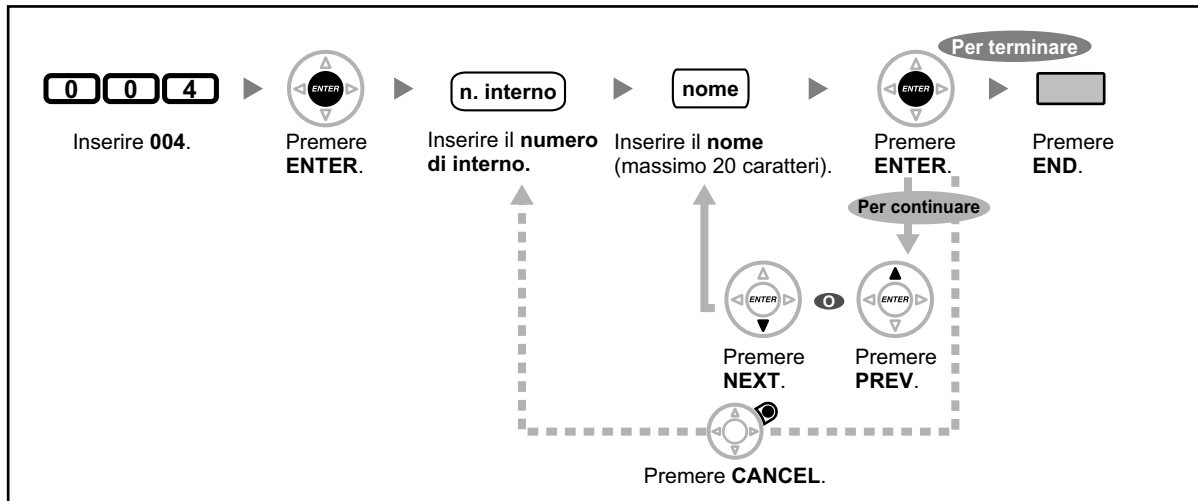 Per terminare
0 0 4
ENTER
n. interno
nome
ENTER
Inserire 004.
Premere
ENTER.
Inserire il numero
di interno.
Inserire il nome
(massimo 20 caratteri).
Premere
ENTER.
Premere
END.
Per continuare
ENTER
O
ENTER
Premere
NEXT.
Premere
PREV.
Premere CANCEL.